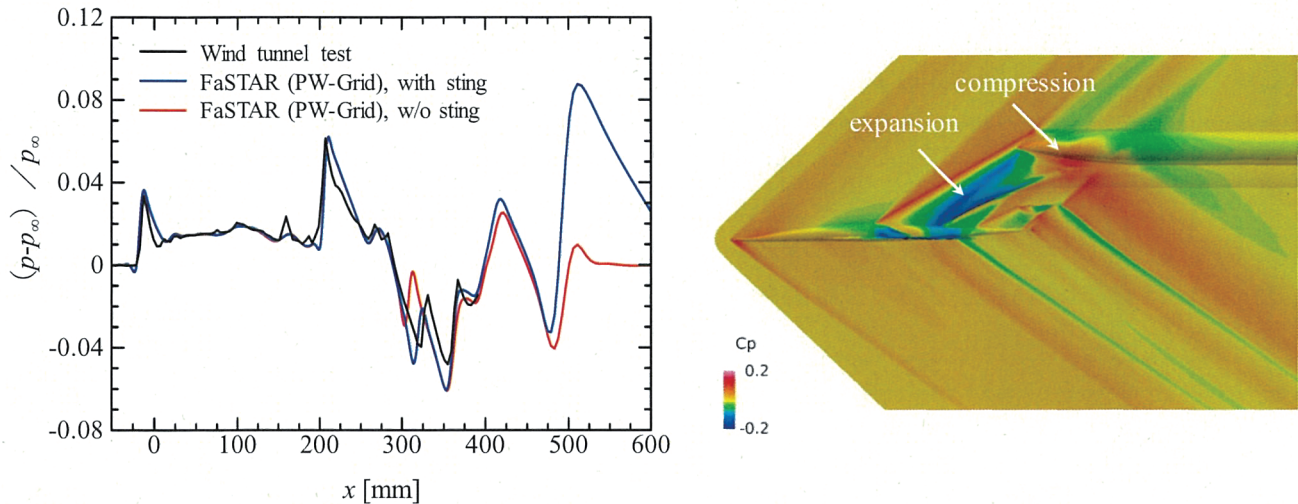 0.12
0.08
0.04
0
-0.04
-0.08
(p-p∞) / p∞
Wind tunnel test
FaSTAR (PW-Grid), with sting
FaSTAR (PW-Grid), w/o sting
0 100 200 300 400 500 600
x [mm]
compression
expansion
Cp
0.2
-0.2